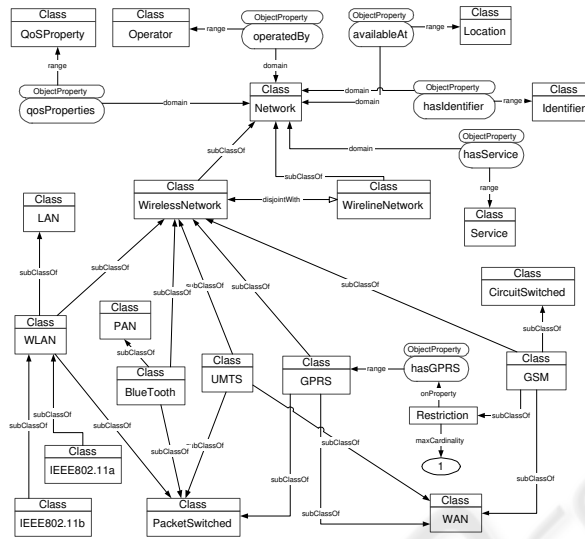 Class
QoSProperty
Class
Operator
range
ObjectProperty
operatedBy
ObjectProperty
availableAt
range
Class
Location
range
domain
ObjectProperty
qosProperties
domain
Class
Network
domain
domain
ObjectProperty
hasIdentifier
range
Class
Identifier
subClassOf
subClassOf
domain
ObjectProperty
hasService
range
Class
WirelessNetwork
disjointWith
Class
WirelineNetwork
Class
Service
Class
LAN
subClassOf
subClassOf
subClassOf
subClassOf
subClassOf
subClassOf
Class
CircuitSwitched
subClassOf
Class
WLAN
Class
PAN
subClassOf
Class
BlueTooth
Class
UMTS
Class
GPRS
range
ObjectProperty
hasGPRS
Class
GSM
onProperty
Restriction
subClassOf
maxCardinality
1
subClassOf
subClassOf
subClassOf
subClassOf
subClassOf
subClassOf
subClassOf
subClassOf
subClassOf
Class
IEEE802.11a
Class
IEEE802.11b
Class
PacketSwitched
subClassOf
Class
WAN